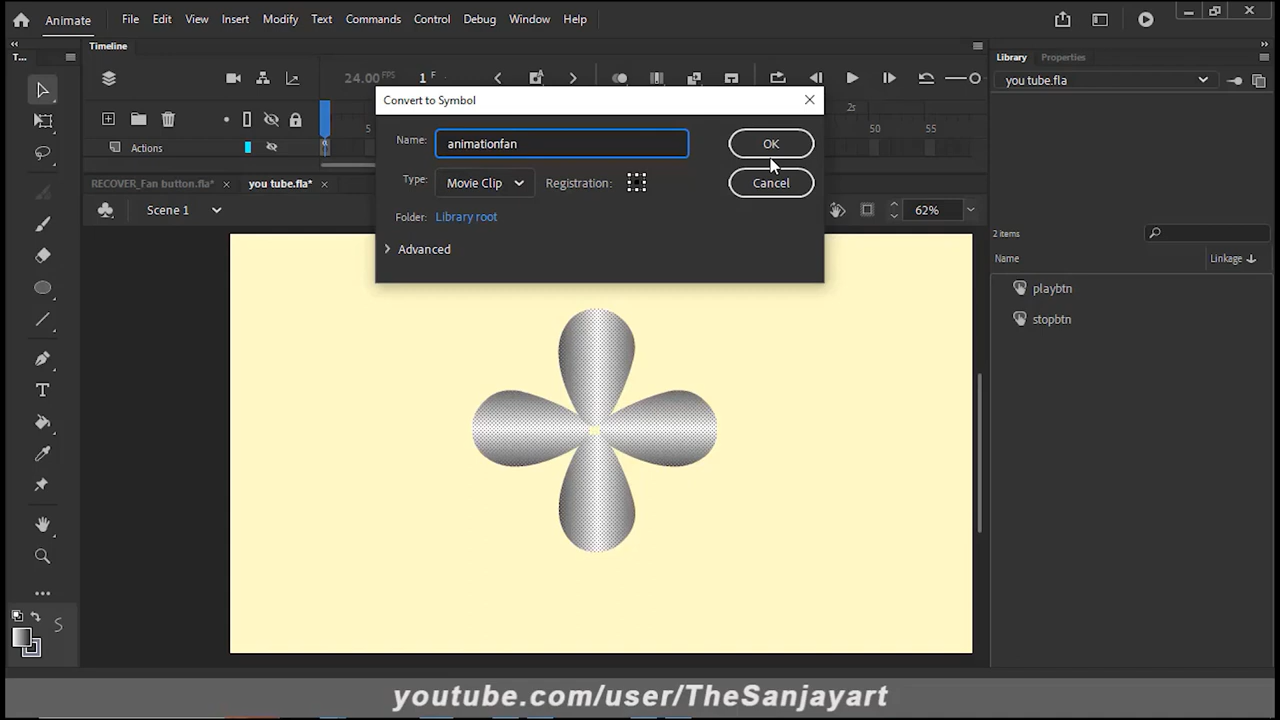 Animate File Edit View Insert Modify Text Commands Control Debug Window Help
Timeline
T...
24.00 FPS 1 F
2s
5 50 55
Actions
Convert to Symbol
Name: animationfan OK
Type: Movie Clip Registration: Cancel
Folder: Library root
Advanced
RECOVER_Fan button.fla* you tube.fla*
Scene 1 62%
Library Properties
you tube.fla
2 items
Name Linkage
playbtn
stopbtn
youtube.com/user/TheSanjayart